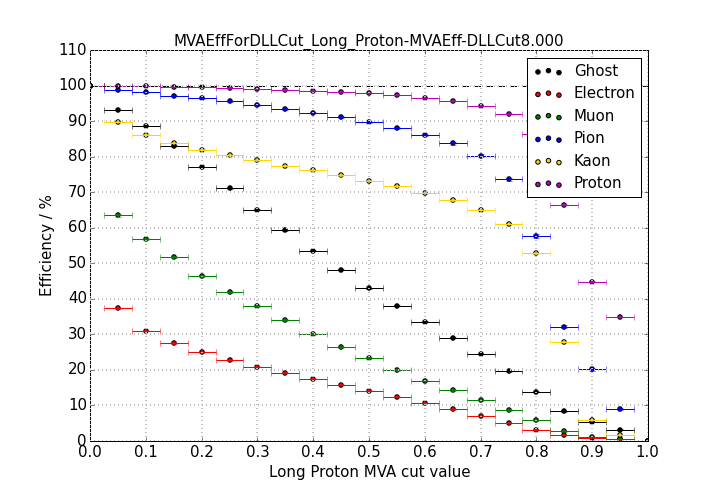 MVAEffForDLLCut_Long_Proton-MVAEff-DLLCut8.000
110
100
90
80
70
60
50
40
30
20
10
0
Efficiency / %
Ghost
Electron
Muon
Pion
Kaon
Proton
0.0 0.1 0.2 0.3 0.4 0.5 0.6 0.7 0.8 0.9 1.0
Long Proton MVA cut value